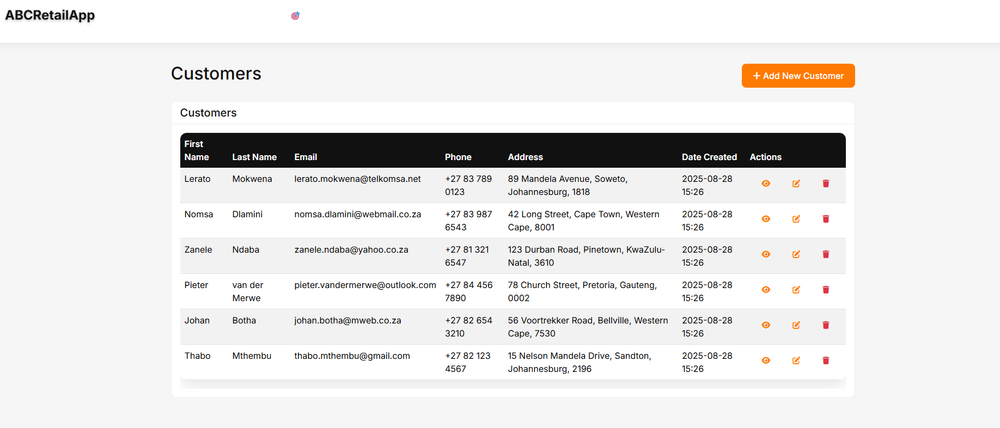 ABCRetailApp
Customers
+ Add New Customer
Customers
First
Name Last Name Email Phone Address Date Created Actions
Lerato Mokwena lerato.mokwena@telkomsa.net +27 83 789 89 Mandela Avenue, Soweto, 2025-08-28
0123 Johannesburg, 1818 15:26
Nomsa Dlamini nomsa.dlamini@webmail.co.za +27 83 987 42 Long Street, Cape Town, Western 2025-08-28
6543 Cape, 8001 15:26
Zanele Ndaba zanele.ndaba@yahoo.co.za +27 81 321 123 Durban Road, Pinetown, KwaZulu- 2025-08-28
6547 Natal, 3610 15:26
Pieter van der pieter.vandermerwe@outlook.com +27 84 456 78 Church Street, Pretoria, Gauteng, 2025-08-28
Merwe 7890 0002 15:26
Johan Botha johan.botha@mweb.co.za +27 82 654 56 Voortrekker Road, Bellville, Western 2025-08-28
3210 Cape, 7530 15:26
Thabo Mthembu thabo.mthembu@gmail.com +27 82 123 15 Nelson Mandela Drive, Sandton, 2025-08-28
4567 Johannesburg, 2196 15:26